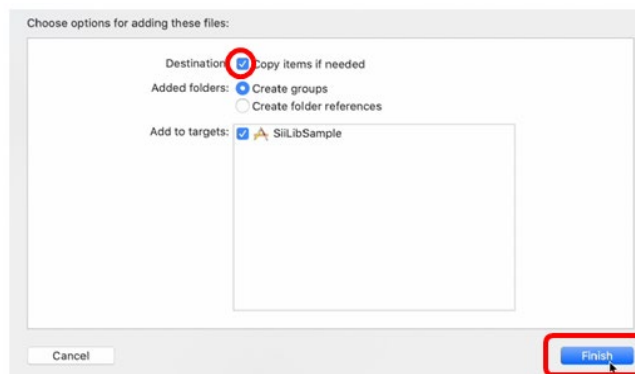 Choose options for adding these files:
Destination: Copy items if needed
Added folders: Create groups
Create folder references
Add to targets: SiiLibSample
Cancel
Finish